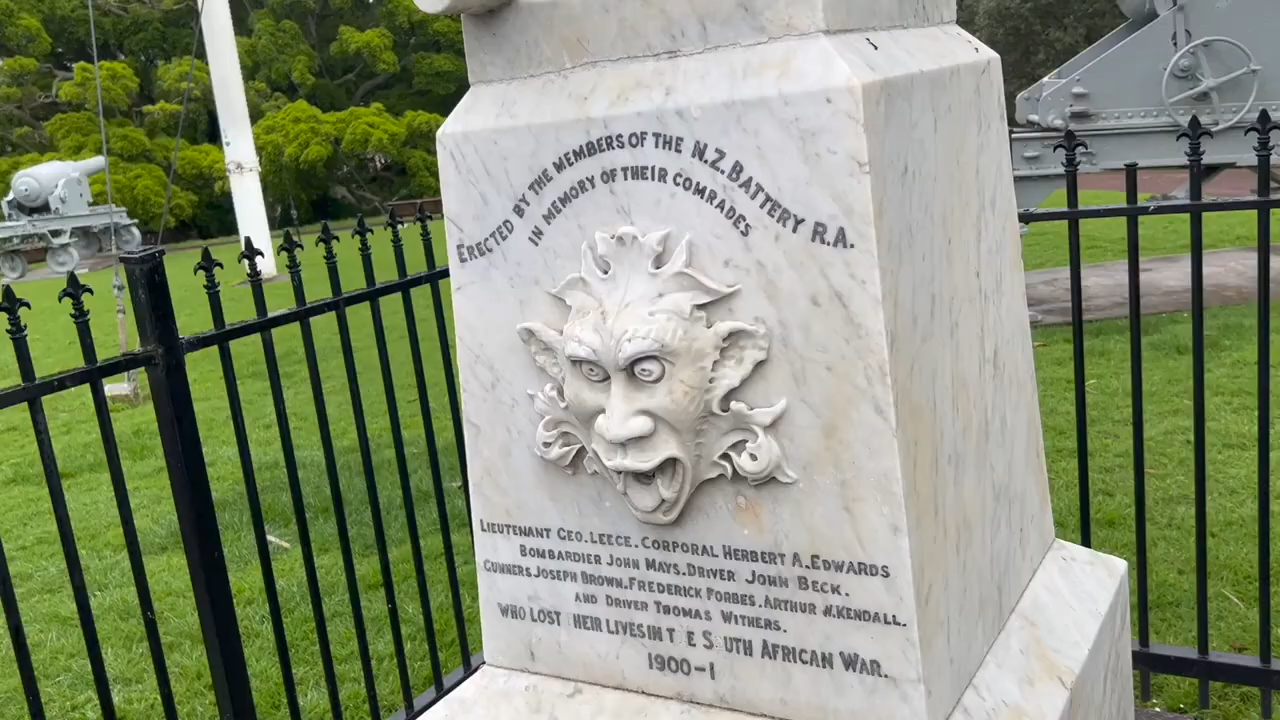 ERECTED BY THE MEMBERS OF THE N.Z. BATTERY R.A.
IN MEMORY OF THEIR COMRADES
LIEUTENANT GEO. LEECE. CORPORAL HERBERT A. EDWARDS
BOMBARDIER JOHN MAYS. DRIVER JOHN BECK.
GUNNERS JOSEPH BROWN. FREDERICK FORBES. ARTHUR W. KENDALL.
AND DRIVER THOMAS WITHERS.
WHO LOST HEIR LIVES IN T E S UTH AFRICAN WAR.
1900-1